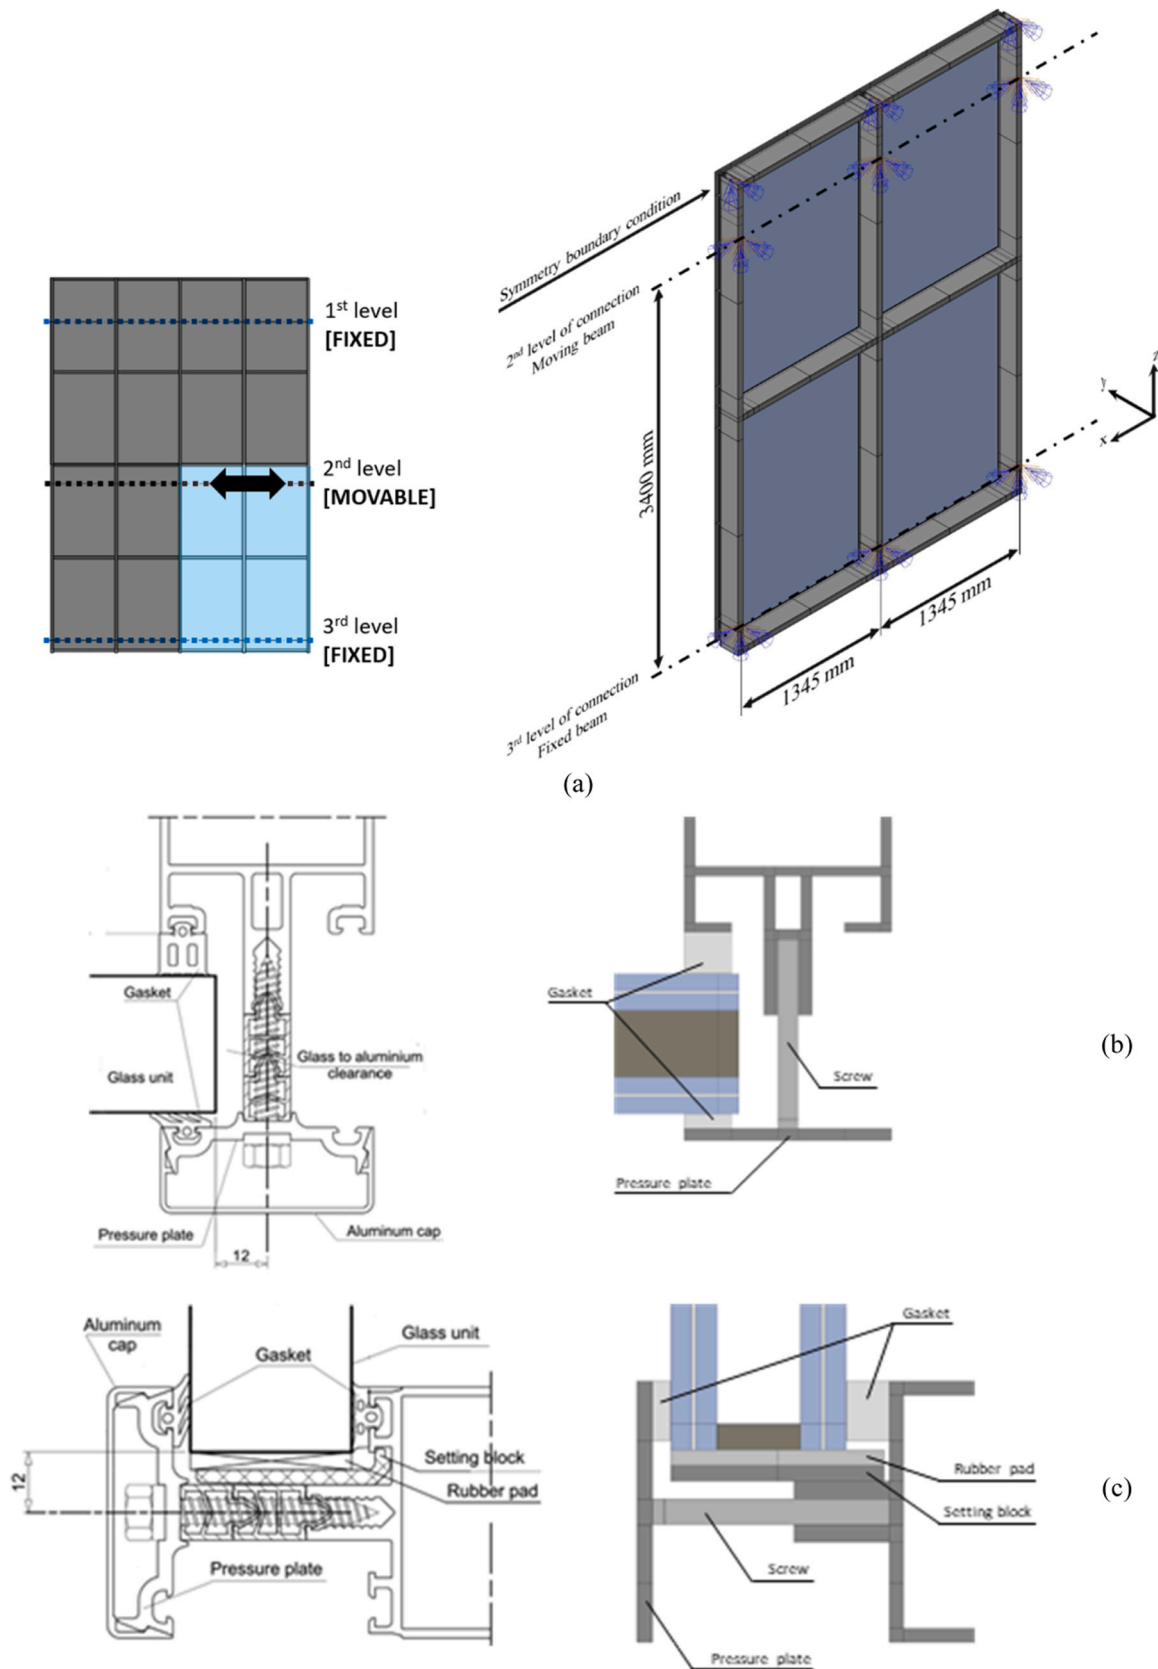 1st level
[FIXED]
2nd level
[MOVABLE]
3rd level
[FIXED]
Symmetry boundary condition
2nd level of connection
Moving beam
3400 mm
1345 mm
1345 mm
3rd level of connection
Fixed beam
z
y
x
(a)
Gasket
Glass unit
Glass to aluminium
clearance
Pressure plate
Aluminum cap
12
Gasket
Screw
Pressure plate
(b)
Aluminum
cap
Gasket
Glass unit
Setting block
Rubber pad
12
Pressure plate
Gasket
Rubber pad
Setting block
Screw
Pressure plate
(c)